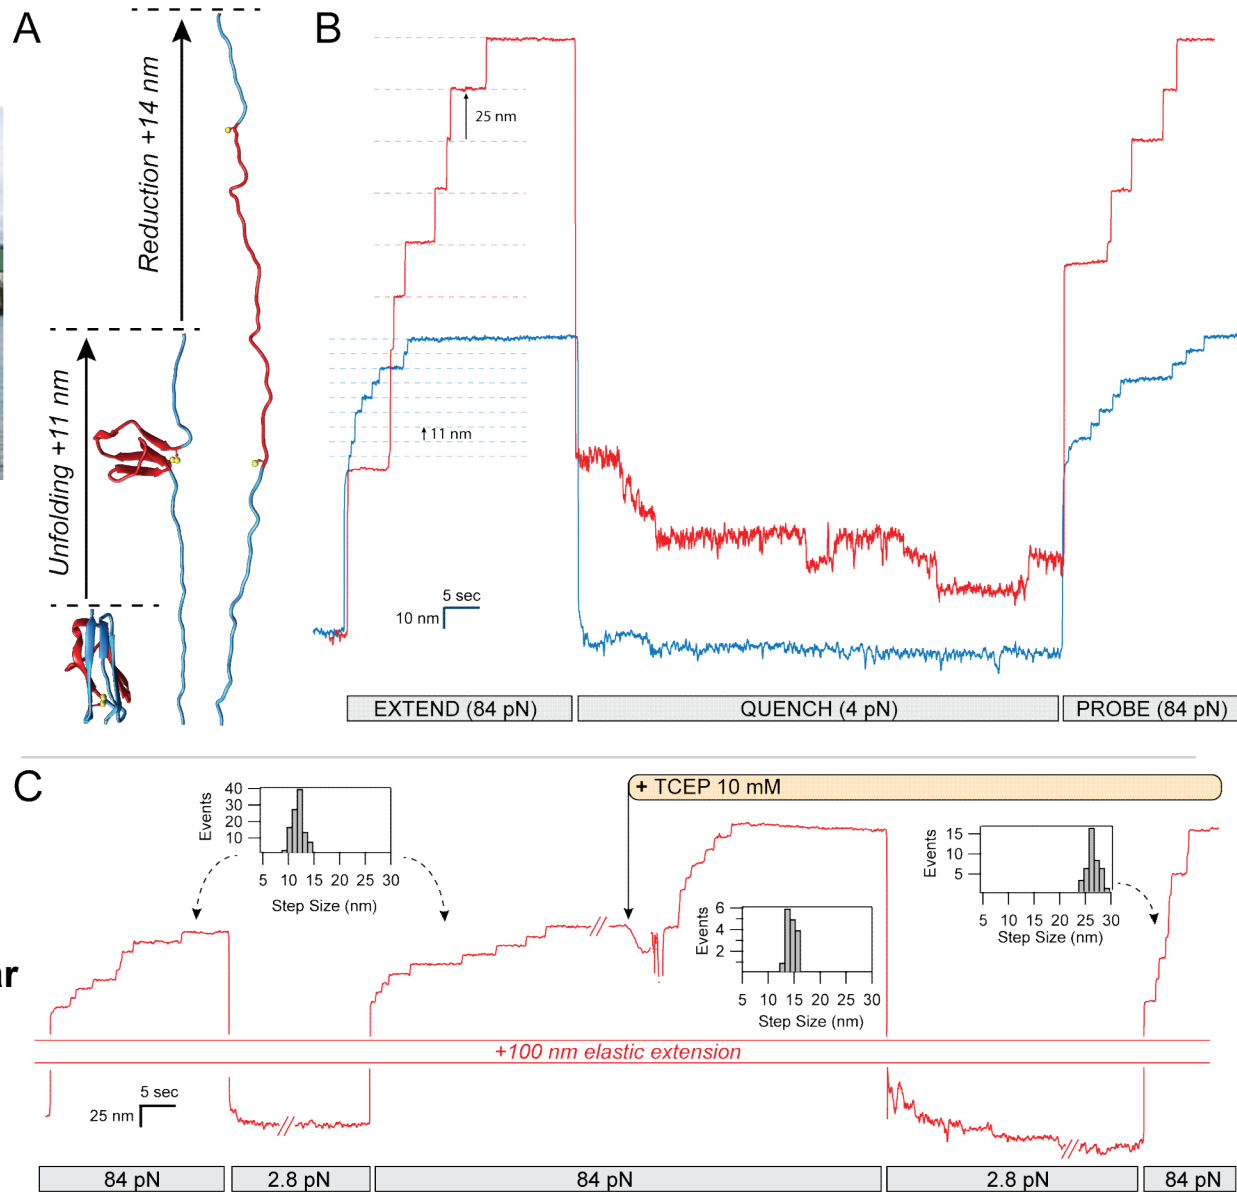 A
Reduction +14 nm
Unfolding +11 nm
B
25 nm
11 nm
5 sec
10 nm
EXTEND (84 pN)
QUENCH (4 pN)
PROBE (84 pN)
C
+ TCEP 10 mM
40
30
20
10
Events
5 10 15 20 25 30
Step Size (nm)
6
4
2
Events
5 10 15 20 25 30
Step Size (nm)
15
10
5
Events
5 10 15 20 25 30
Step Size (nm)
ar
+100 nm elastic extension
5 sec
25 nm
84 pN
2.8 pN
84 pN
2.8 pN
84 pN